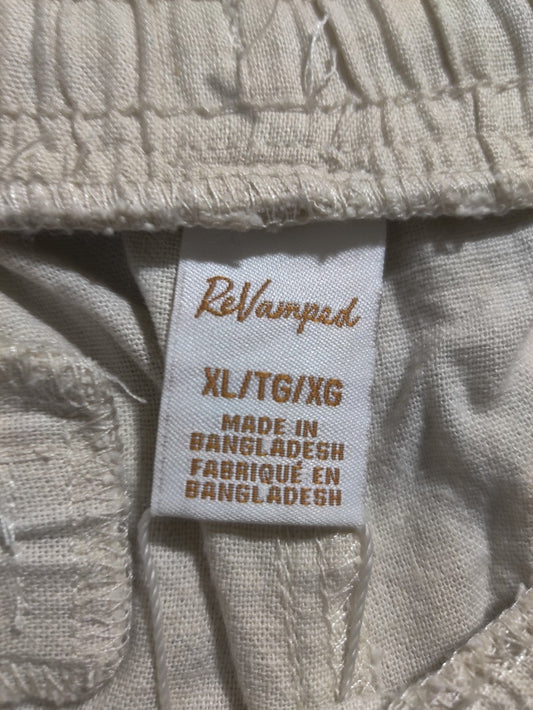 ReVamped
XL/TG/XG
MADE IN
BANGLADESH
FABRIQUÉ EN
BANGLADESH